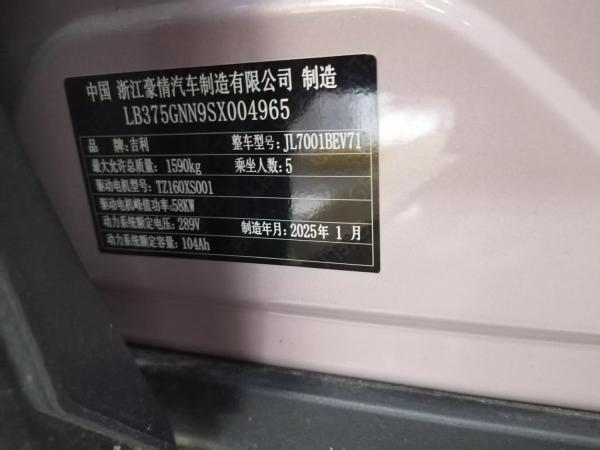 中国 浙江豪情汽车制造有限公司 制造
LB375GNN9SX004965
品 牌:吉利 整车型号:JL7001BEV71
最大允许总质量: 1590kg 乘坐人数:5
驱动电机型号: TZ160XS001
驱动电机峰值功率:58KW
动力系统额定电压: 289V 制造年月: 2025年 1 月
动力系统额定容量: 104Ah